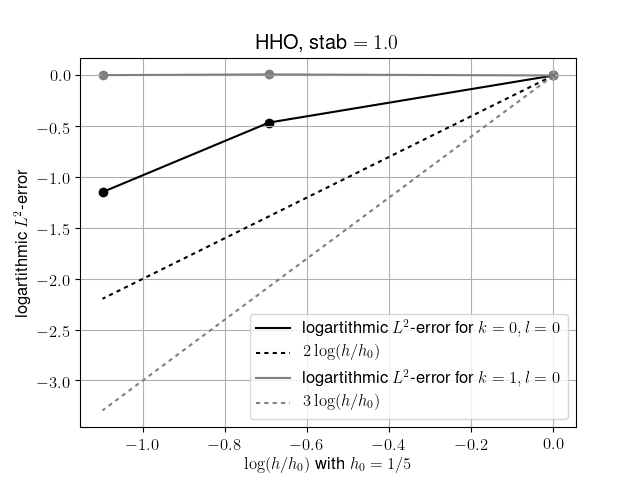 HHO, stab = 1.0
logartithmic L²-error
0.0
−0.5
−1.0
−1.5
−2.0
−2.5
−3.0
logartithmic L²-error for k = 0, l = 0
2 log(h/h₀)
logartithmic L²-error for k = 1, l = 0
3 log(h/h₀)
−1.0 −0.8 −0.6 −0.4 −0.2 0.0
log(h/h₀) with h₀ = 1/5